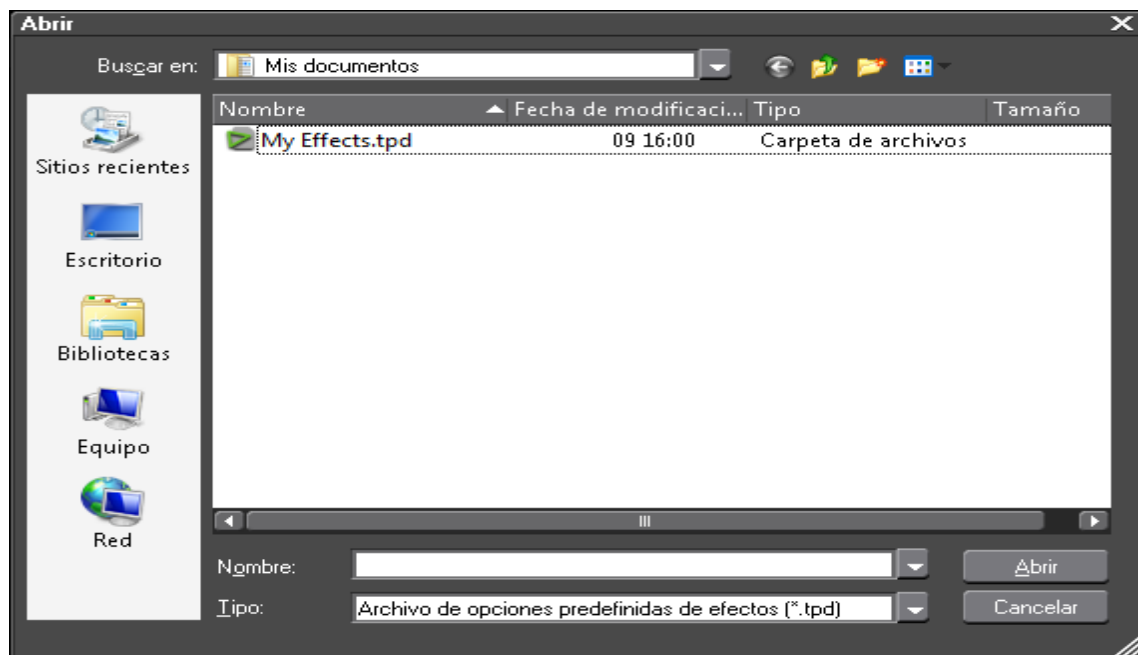 Abrir
Buscar en:
Mis documentos
Nombre Fecha de modificaci... Tipo Tamaño
My Effects.tpd 09 16:00 Carpeta de archivos
Sitios recientes
Escritorio
Bibliotecas
Equipo
Red
Nombre:
Abrir
Tipo: Archivo de opciones predefinidas de efectos (*.tpd)
Cancelar